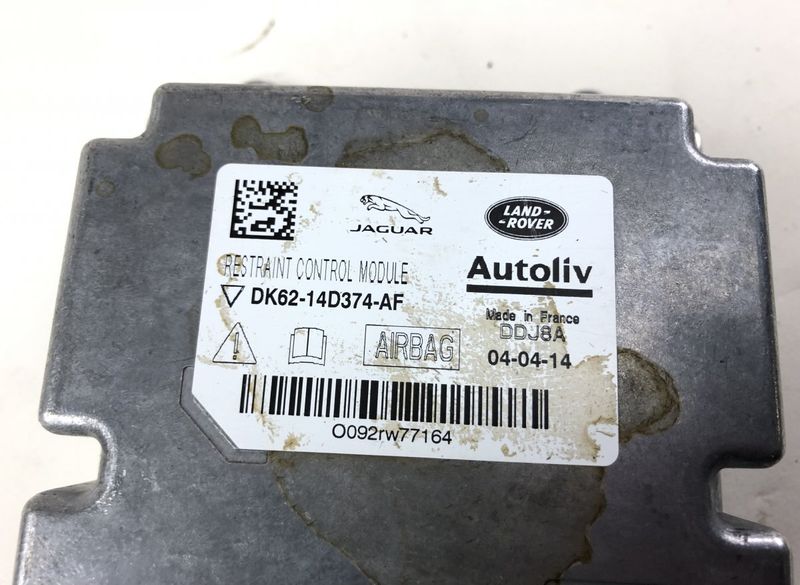 JAGUAR
LAND-
-ROVER
RESTRAINT CONTROL MODULE
Autoliv
DK62-14D374-AF
Made in France
DDJ8A
AIRBAG
04-04-14
O092rw77164